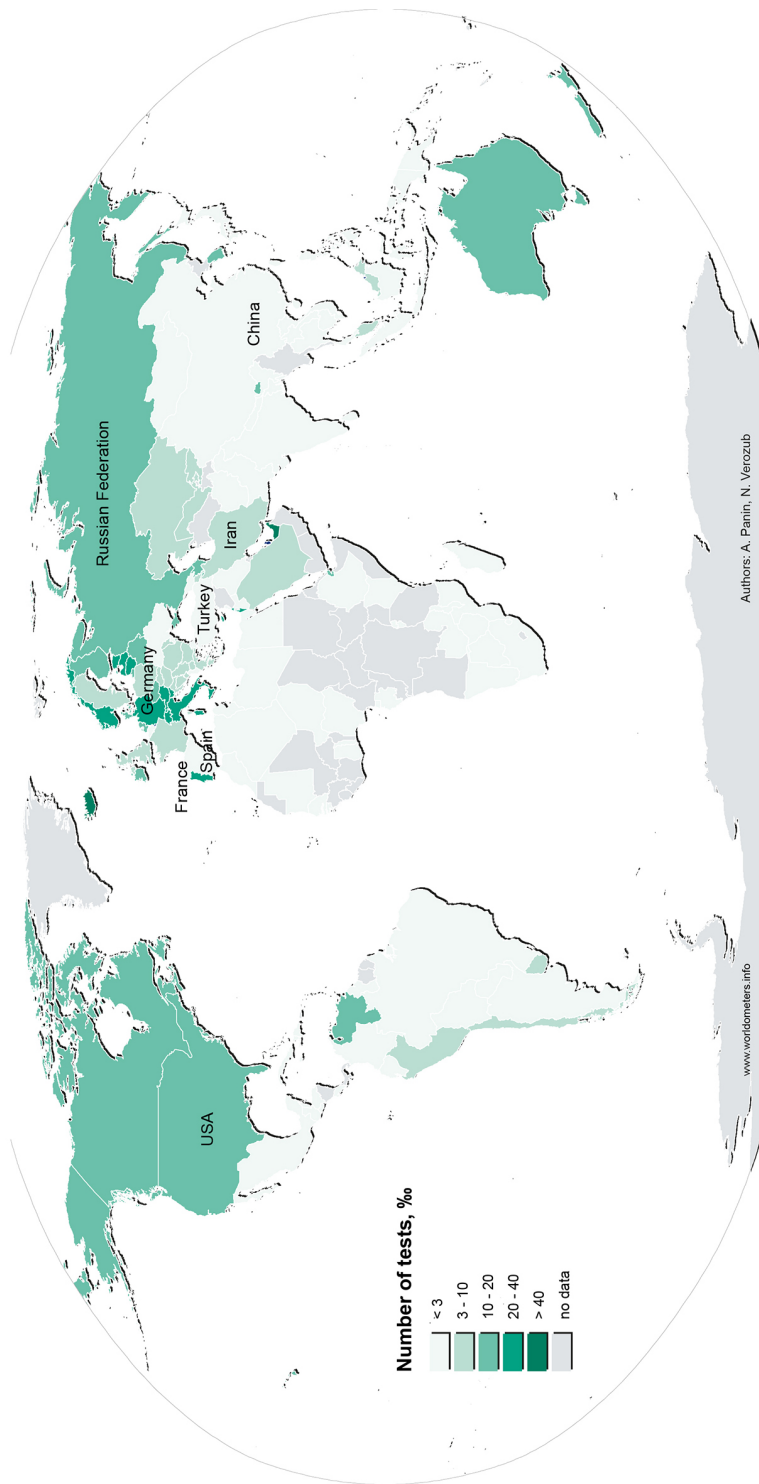 Russian Federation
Germany
France
Spain
Turkey
Iran
China
USA
Number of tests, ‰
< 3
3 - 10
10 - 20
20 - 40
> 40
no data
www.worldometers.info
Authors: A. Panin, N. Verozub